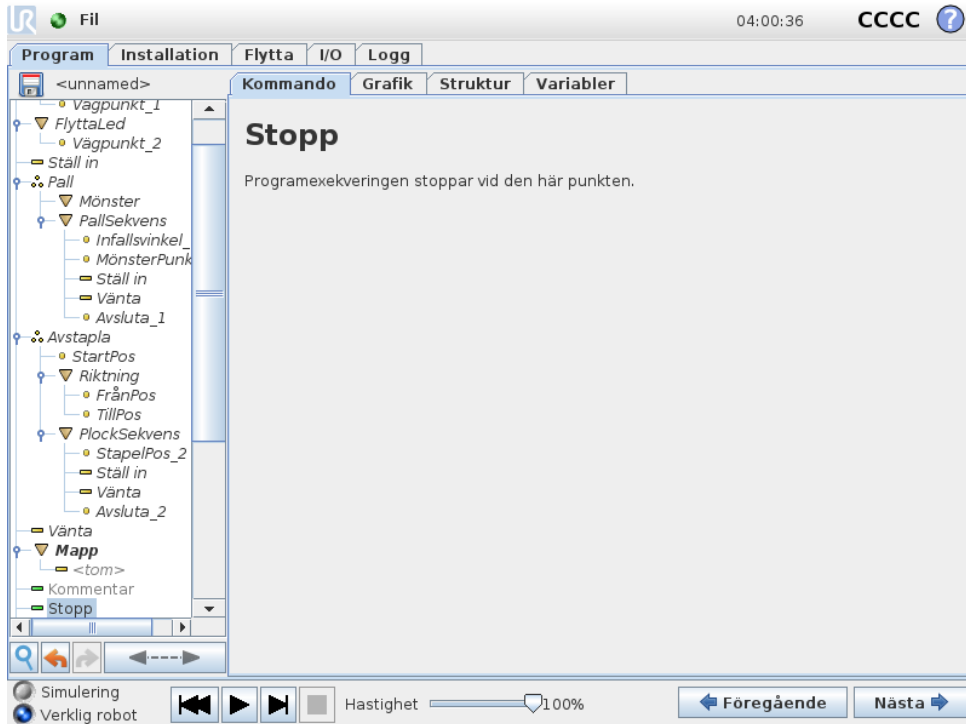 UR Fil 04:00:36 CCCC ?
Program Installation Flytta I/O Logg
<unnamed>
Kommando Grafik Struktur Variabler
Vägpunkt_1
FlyttaLed
Vägpunkt_2
Ställ in
Pall
Mönster
PallSekvens
Infallsvinkel_
MönsterPunk
Ställ in
Vänta
Avsluta_1
Avstapla
StartPos
Riktning
FrånPos
TillPos
PlockSekvens
StapelPos_2
Ställ in
Vänta
Avsluta_2
Vänta
Mapp
<tom>
Kommentar
Stopp
Stopp
Programexekveringen stoppar vid den här punkten.
Simulering
Verklig robot
Hastighet 100%
Föregående Nästa